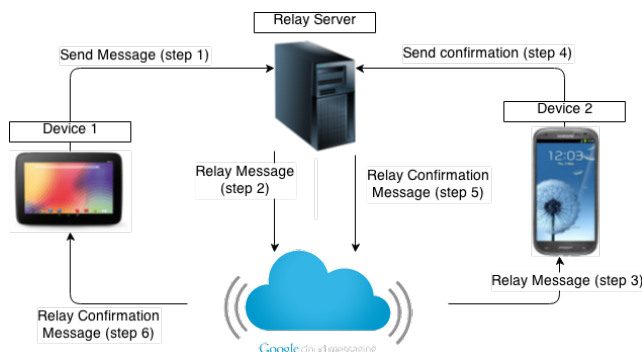 Relay Server
Send Message (step 1)
Send confirmation (step 4)
Device 1
Device 2
12:03
Relay Message
(step 2)
Relay Confirmation
Message (step 5)
Relay Message (step 3)
Relay Confirmation
Message (step 6)
Google cloud messaging